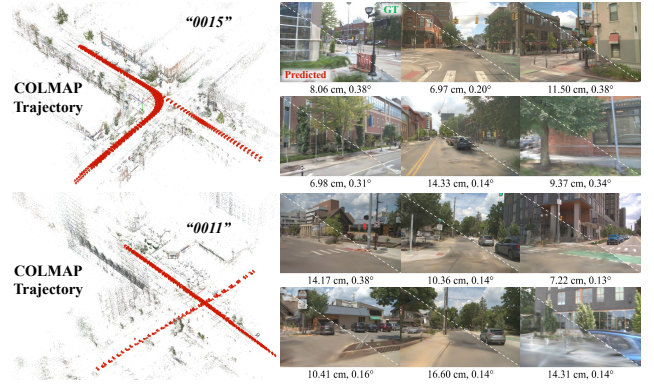 “0015”
COLMAP
Trajectory
GT
Predicted
8.06 cm, 0.38°
6.97 cm, 0.20°
11.50 cm, 0.38°
6.98 cm, 0.31°
14.33 cm, 0.14°
9.37 cm, 0.34°
“0011”
COLMAP
Trajectory
14.17 cm, 0.38°
10.36 cm, 0.14°
7.22 cm, 0.13°
10.41 cm, 0.16°
16.60 cm, 0.14°
14.31 cm, 0.14°